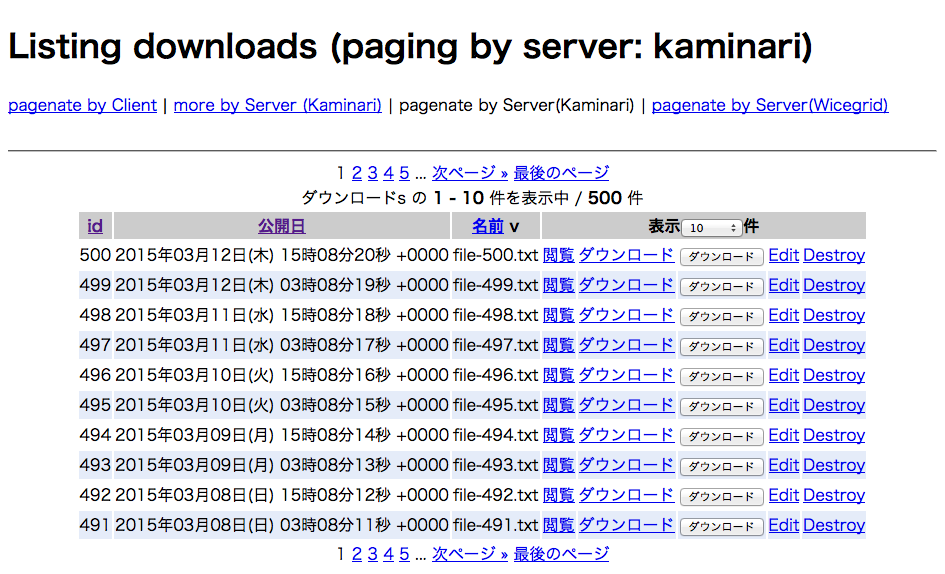 Listing downloads (paging by server: kaminari)
pagenate by Client | more by Server (Kaminari) | pagenate by Server(Kaminari) | pagenate by Server(Wicegrid)
1 2 3 4 5 ... 次ページ » 最後のページ
ダウンロードs の 1 - 10 件を表示中 / 500 件
id 公開日 名前 v 表示 10 件
500 2015年03月12日(木) 15時08分20秒 +0000 file-500.txt 閲覧 ダウンロード ダウンロード Edit Destroy
499 2015年03月12日(木) 03時08分19秒 +0000 file-499.txt 閲覧 ダウンロード ダウンロード Edit Destroy
498 2015年03月11日(水) 15時08分18秒 +0000 file-498.txt 閲覧 ダウンロード ダウンロード Edit Destroy
497 2015年03月11日(水) 03時08分17秒 +0000 file-497.txt 閲覧 ダウンロード ダウンロード Edit Destroy
496 2015年03月10日(火) 15時08分16秒 +0000 file-496.txt 閲覧 ダウンロード ダウンロード Edit Destroy
495 2015年03月10日(火) 03時08分15秒 +0000 file-495.txt 閲覧 ダウンロード ダウンロード Edit Destroy
494 2015年03月09日(月) 15時08分14秒 +0000 file-494.txt 閲覧 ダウンロード ダウンロード Edit Destroy
493 2015年03月09日(月) 03時08分13秒 +0000 file-493.txt 閲覧 ダウンロード ダウンロード Edit Destroy
492 2015年03月08日(日) 15時08分12秒 +0000 file-492.txt 閲覧 ダウンロード ダウンロード Edit Destroy
491 2015年03月08日(日) 03時08分11秒 +0000 file-491.txt 閲覧 ダウンロード ダウンロード Edit Destroy
1 2 3 4 5 ... 次ページ » 最後のページ